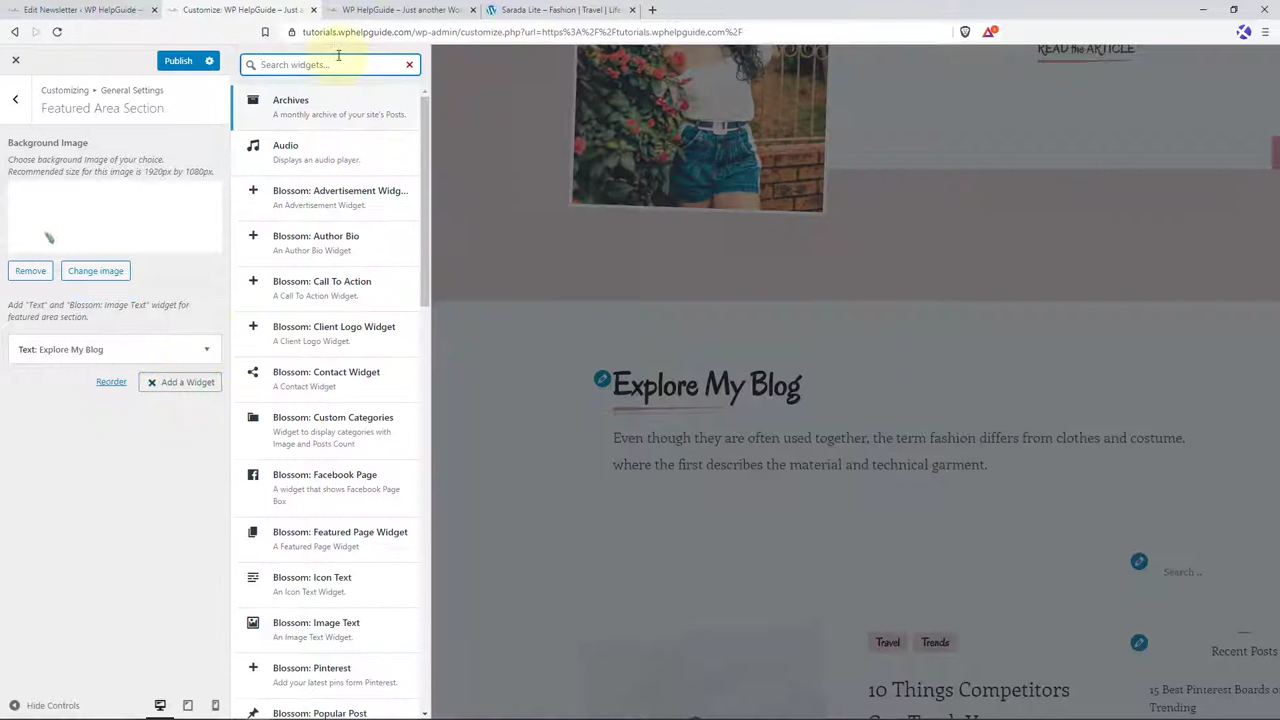 Edit Newsletter ‹ WP HelpGuide —
Customize: WP HelpGuide – Just a
WP HelpGuide – Just another Wor
Sarada Lite – Fashion | Travel | Life
tutorials.wphelpguide.com/wp-admin/customize.php?url=https%3A%2F%2Ftutorials.wphelpguide.com%2F
Publish
Customizing ▸ General Settings
Featured Area Section
Background Image
Choose background Image of your choice.
Recommended size for this image is 1920px by 1080px.
Remove
Change image
Add "Text" and "Blossom: Image Text" widget for
featured area section.
Text: Explore My Blog
Reorder
Add a Widget
Hide Controls
Search widgets...
Archives
A monthly archive of your site's Posts.
Audio
Displays an audio player.
Blossom: Advertisement Widg...
An Advertisement Widget.
Blossom: Author Bio
An Author Bio Widget
Blossom: Call To Action
A Call To Action Widget.
Blossom: Client Logo Widget
A Client Logo Widget.
Blossom: Contact Widget
A Contact Widget
Blossom: Custom Categories
Widget to display categories with
Image and Posts Count
Blossom: Facebook Page
A widget that shows Facebook Page
Box
Blossom: Featured Page Widget
A Featured Page Widget
Blossom: Icon Text
An Icon Text Widget.
Blossom: Image Text
An Image Text Widget.
Blossom: Pinterest
Add your latest pins form Pinterest.
Blossom: Popular Post
READ the ARTICLE
Explore My Blog
Even though they are often used together, the term fashion differs from clothes and costume,
where the first describes the material and technical garment.
Search ..
Travel
Trends
10 Things Competitors
Recent Posts
15 Best Pinterest Boards o
Trending